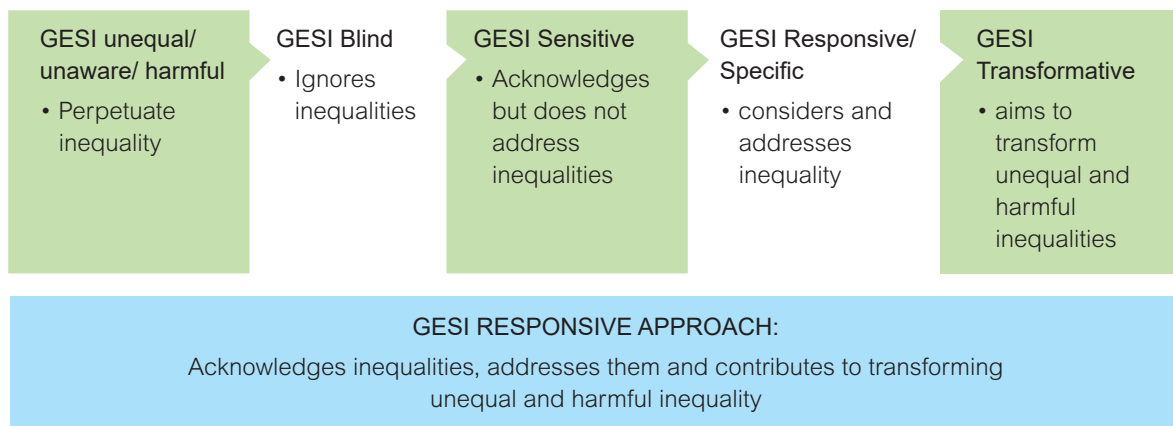 GESI unequal/
unaware/ harmful
• Perpetuate
inequality
GESI Blind
• Ignores
inequalities
GESI Sensitive
• Acknowledges
but does not
address
inequalities
GESI Responsive/
Specific
• considers and
addresses
inequality
GESI
Transformative
• aims to
transform
unequal and
harmful
inequalities
GESI RESPONSIVE APPROACH:
Acknowledges inequalities, addresses them and contributes to transforming
unequal and harmful inequality